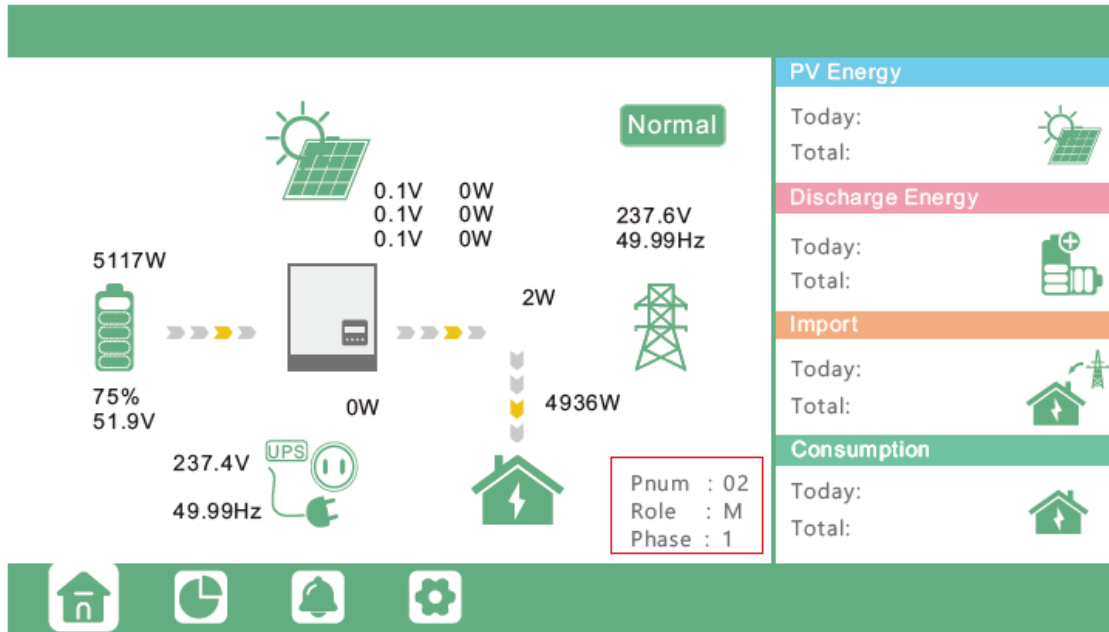 Normal
0.1V 0W
0.1V 0W
0.1V 0W
237.6V
49.99Hz
5117W
2W
75%
51.9V
0W
4936W
237.4V
UPS
49.99Hz
Pnum : 02
Role : M
Phase : 1
PV Energy
Today:
Total:
Discharge Energy
Today:
Total:
Import
Today:
Total:
Consumption
Today:
Total: